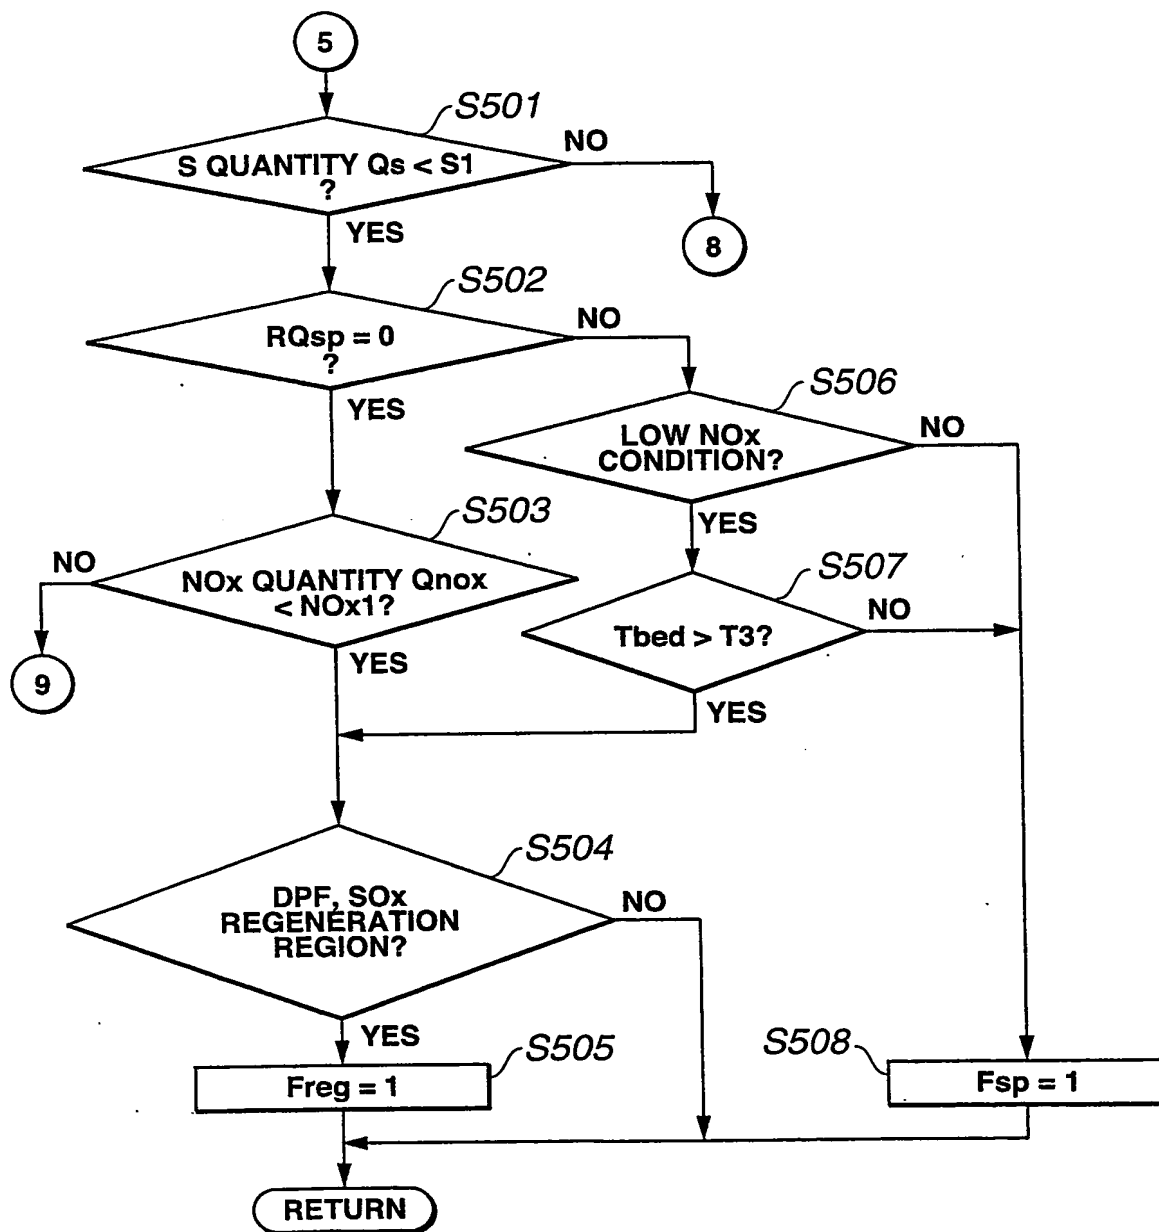 5
S501
S QUANTITY Qs < S1
?
NO
YES
8
S502
RQsp = 0
?
NO
YES
S506
LOW NOx
CONDITION?
NO
YES
S503
NOx QUANTITY Qnox
< NOx1?
NO
YES
9
S507
Tbed > T3?
NO
YES
S504
DPF, SOx
REGENERATION
REGION?
NO
YES
S505
Freg = 1
S508
Fsp = 1
RETURN